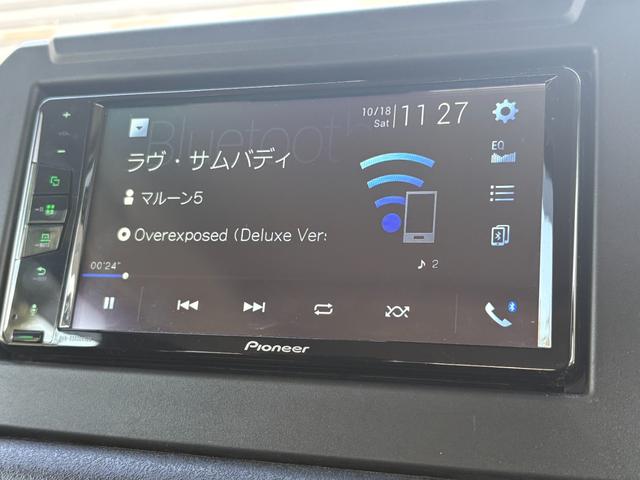 Bluetooth
10/18
Sat
11 27
EQ
ラヴ・サムバディ
マルーン5
Overexposed (Deluxe Ver
00'24"
2
Pioneer